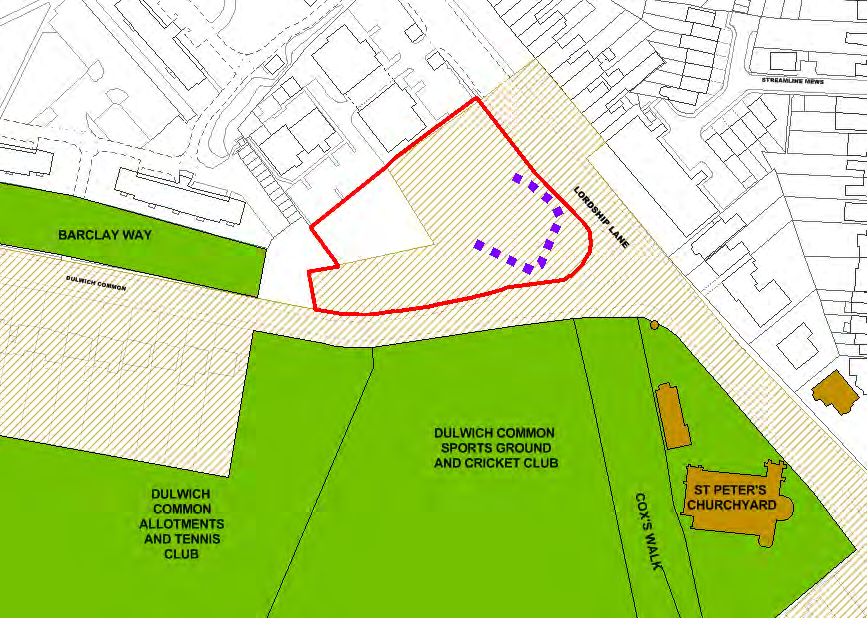 STREAMLINE MEWS
LORDSHIP LANE
BARCLAY WAY
DULWICH COMMON
DULWICH COMMON
SPORTS GROUND
AND CRICKET CLUB
DULWICH
COMMON
ALLOTMENTS
AND TENNIS
CLUB
COX'S WALK
ST PETER'S
CHURCHYARD